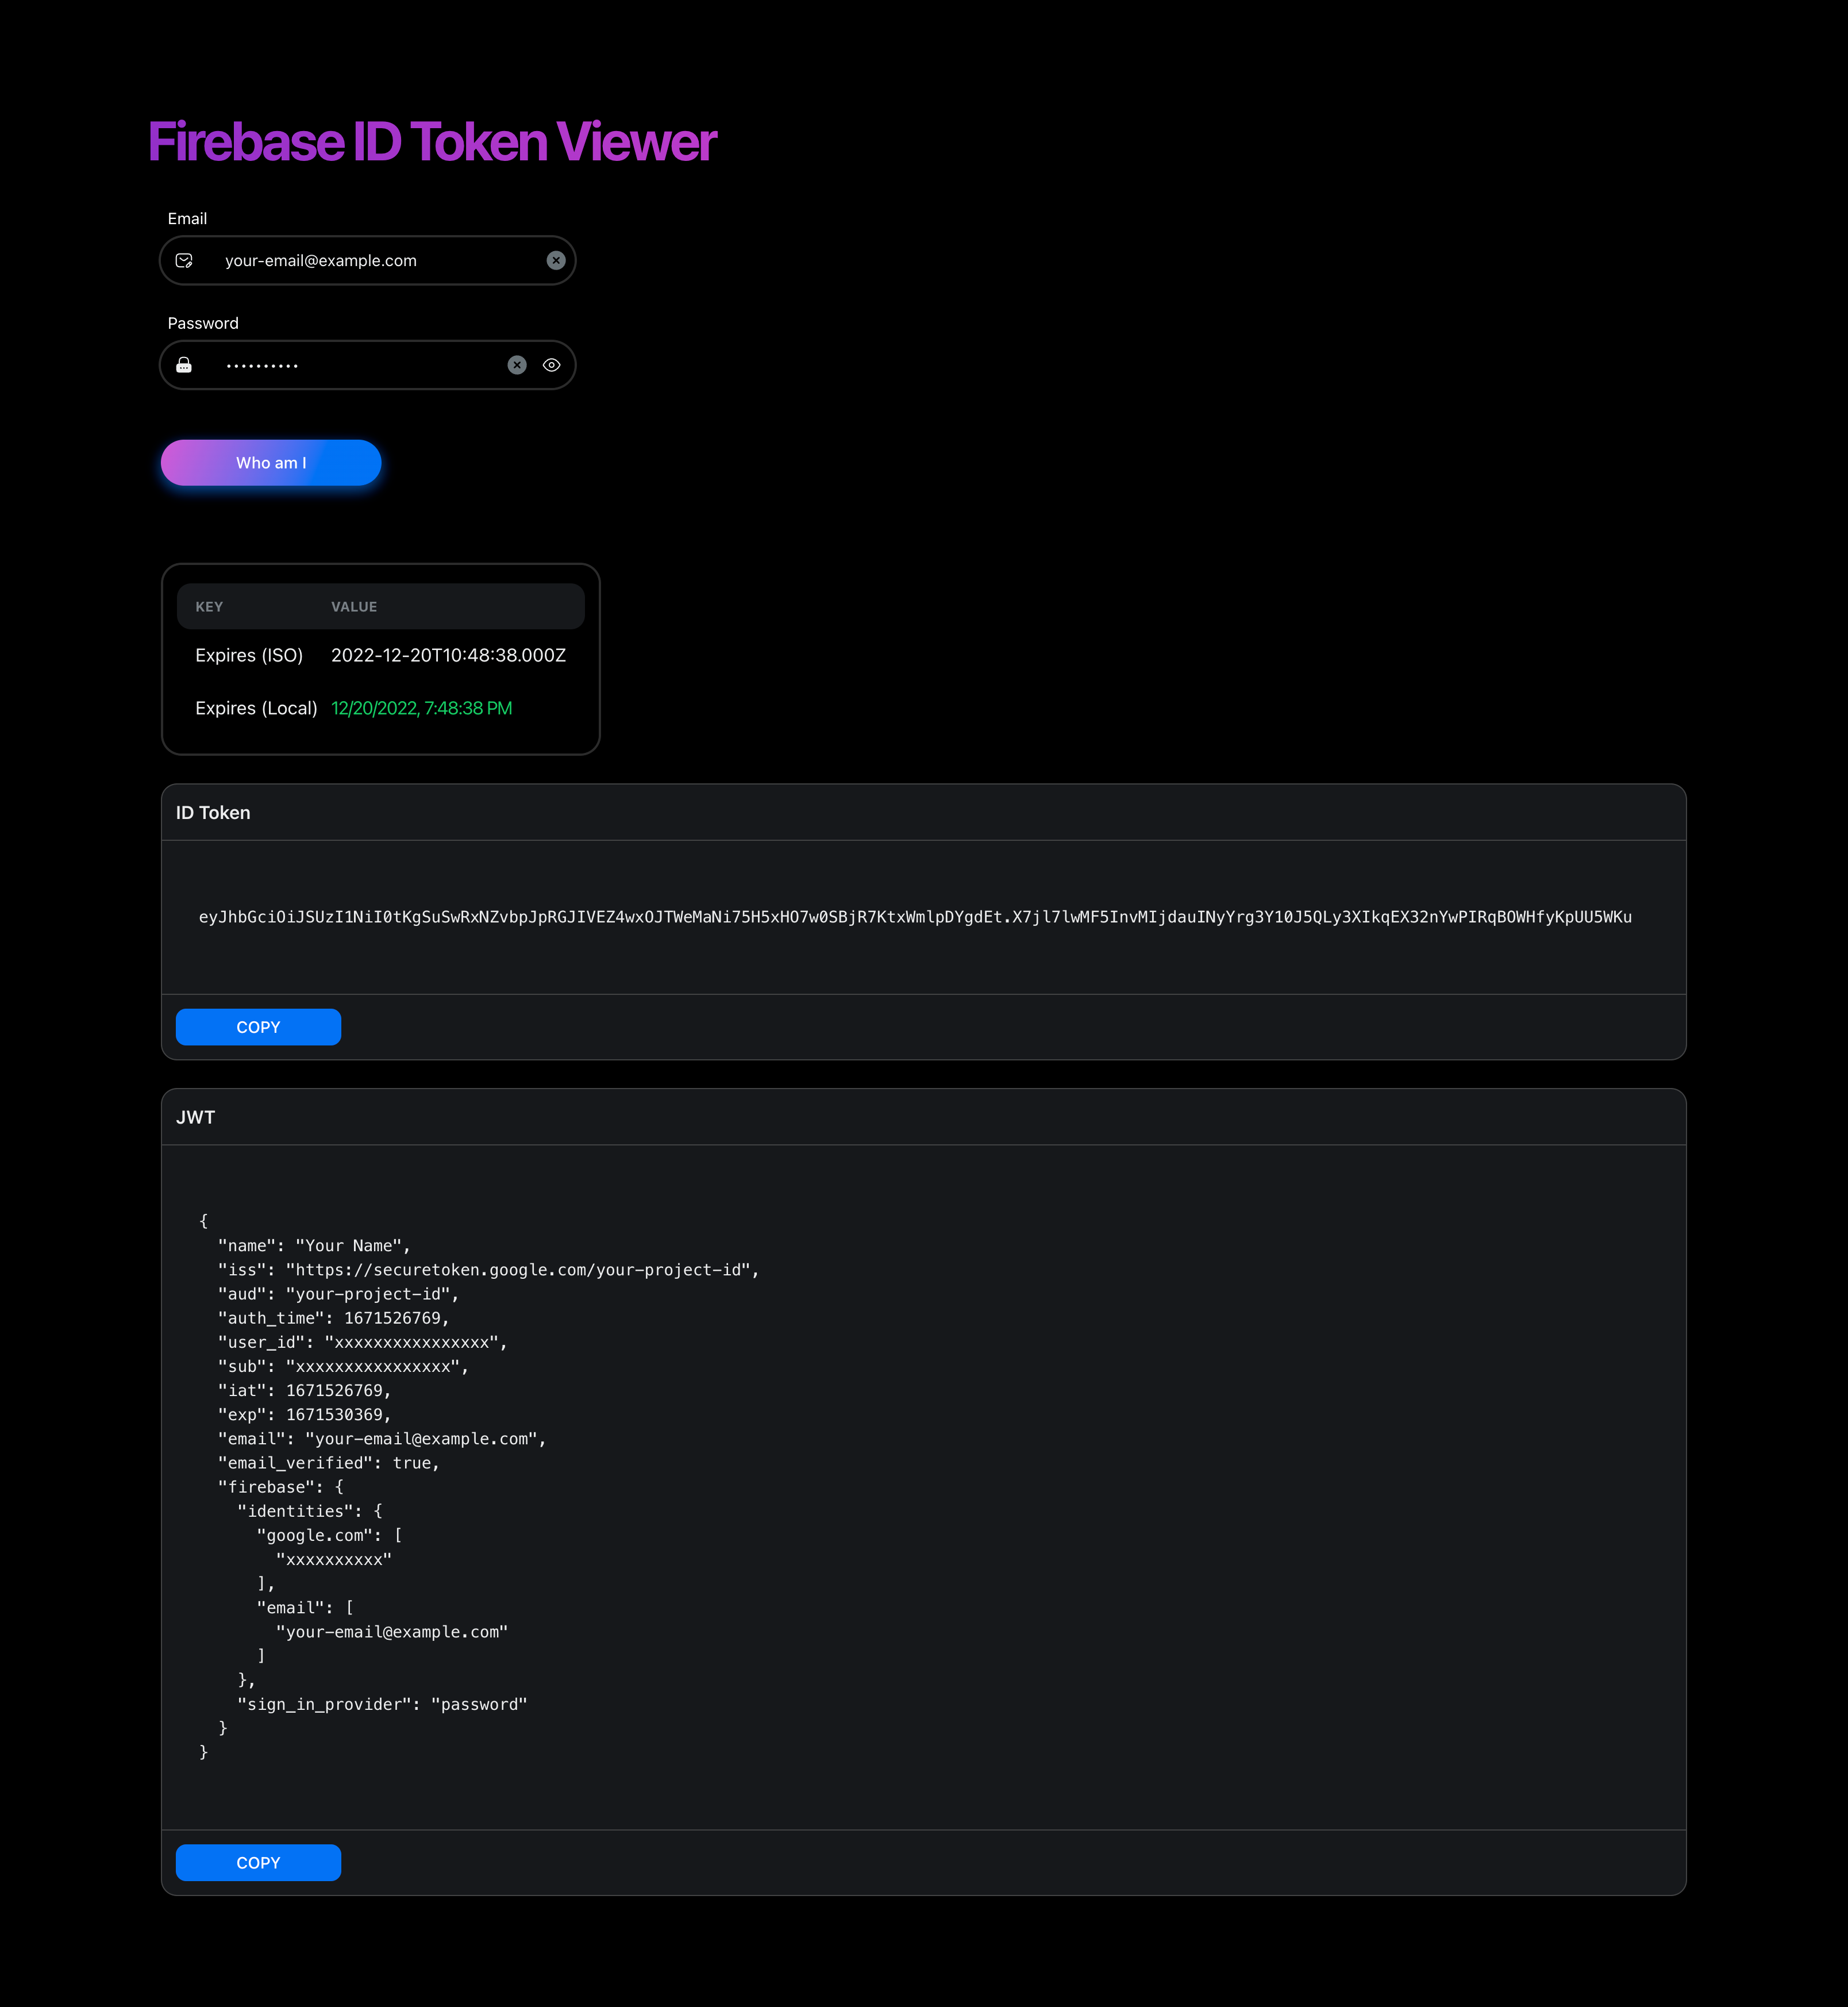 Firebase ID Token Viewer
Email
your-email@example.com
Password
••••••••••
Who am I
KEY VALUE
Expires (ISO) 2022-12-20T10:48:38.000Z
Expires (Local) 12/20/2022, 7:48:38 PM
ID Token
eyJhbGciOiJSUzI1NiI0tKgSuSwRxNZvbpJpRGJIVEZ4wxOJTWeMaNi75H5xHO7w0SBjR7KtxWmlpDYgdEt.X7jl7lwMF5InvMIjdauINyYrg3Y10J5QLy3XIkqEX32nYwPIRqBOWHfyKpUU5WKu
COPY
JWT
{
  "name": "Your Name",
  "iss": "https://securetoken.google.com/your-project-id",
  "aud": "your-project-id",
  "auth_time": 1671526769,
  "user_id": "xxxxxxxxxxxxxxxx",
  "sub": "xxxxxxxxxxxxxxxx",
  "iat": 1671526769,
  "exp": 1671530369,
  "email": "your-email@example.com",
  "email_verified": true,
  "firebase": {
    "identities": {
      "google.com": [
        "xxxxxxxxxx"
      ],
      "email": [
        "your-email@example.com"
      ]
    },
    "sign_in_provider": "password"
  }
}
COPY